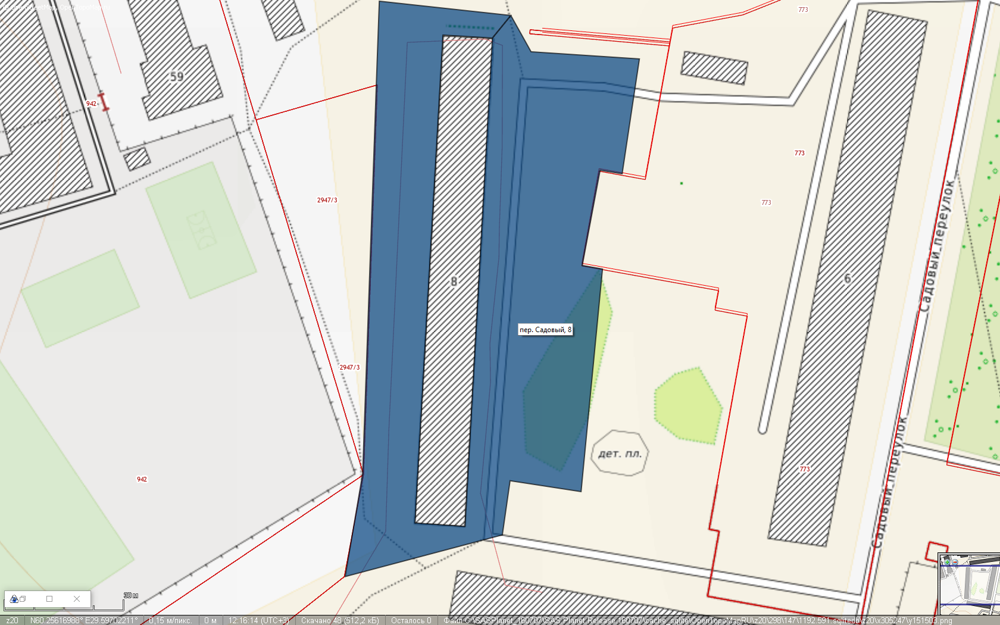 © OpenStreetMap, OpenTopoMap.ru
773
59
942
773
2947/3
773
8
6
Садовый переулок
пер. Садовый, 8
2947/3
дет. пл.
773
942
Садовый переулок
30 м
z20
N60.25616988° E29.59702211°
0,15 м/пикс.
0 м
12:16:14 (UTC+3)
Скачано 48 (512,2 кБ)
Осталось 0
Файл C:\SASPlanet_160707\SAS.Planet.Release.160707\cache_sqlite\OpenTopoMapRU\z20\298\147\1192.591.sqlitedb\z20\x305247\y151503.png